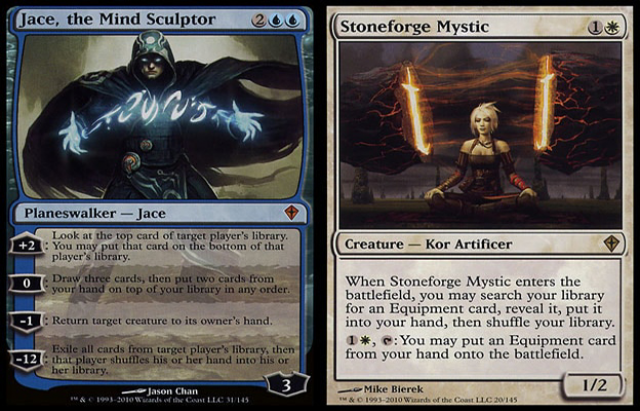 Jace, the Mind Sculptor 2
Planeswalker — Jace
+2: Look at the top card of target player's library.
You may put that card on the bottom of that
player's library.
0: Draw three cards, then put two cards from
your hand on top of your library in any order.
-1: Return target creature to its owner's hand.
-12: Exile all cards from target player's library, then
that player shuffles his or her hand into his or
her library.
3
Jason Chan
™ & © 1993–2010 Wizards of the Coast LLC 31/145
Stoneforge Mystic 1
Creature — Kor Artificer
When Stoneforge Mystic enters the
battlefield, you may search your library
for an Equipment card, reveal it, put it
into your hand, then shuffle your library.
1, : You may put an Equipment card
from your hand onto the battlefield.
Mike Bierek
™ & © 1993–2010 Wizards of the Coast LLC 20/145
1/2